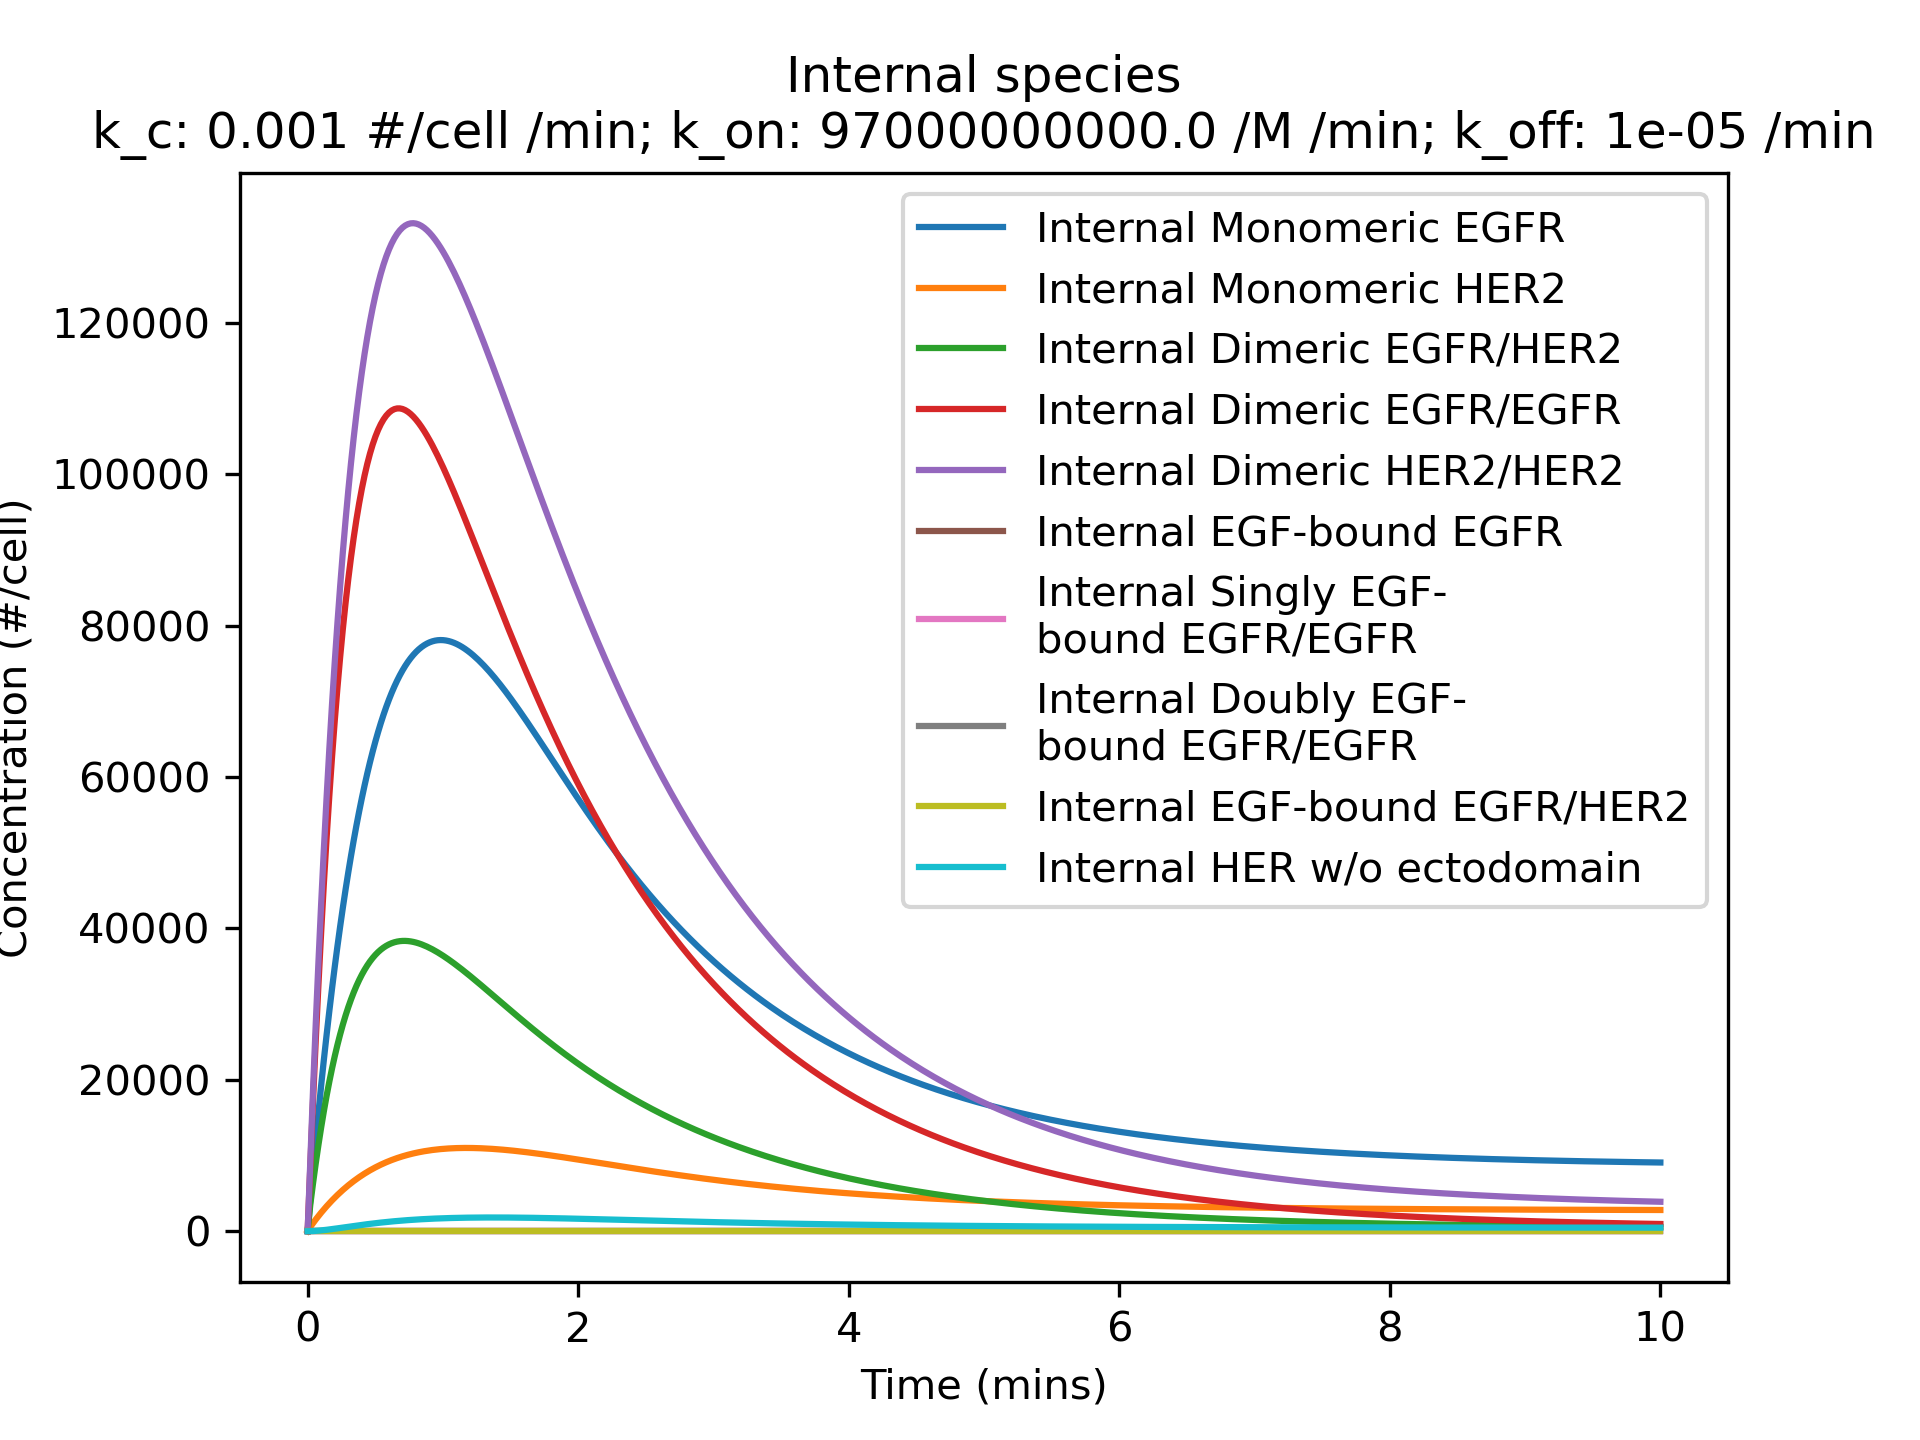 Internal species
k_c: 0.001 #/cell /min; k_on: 97000000000.0 /M /min; k_off: 1e-05 /min
Concentration (#/cell)
120000
100000
80000
60000
40000
20000
0
Internal Monomeric EGFR
Internal Monomeric HER2
Internal Dimeric EGFR/HER2
Internal Dimeric EGFR/EGFR
Internal Dimeric HER2/HER2
Internal EGF-bound EGFR
Internal Singly EGF-
bound EGFR/EGFR
Internal Doubly EGF-
bound EGFR/EGFR
Internal EGF-bound EGFR/HER2
Internal HER w/o ectodomain
0
2
4
6
8
10
Time (mins)